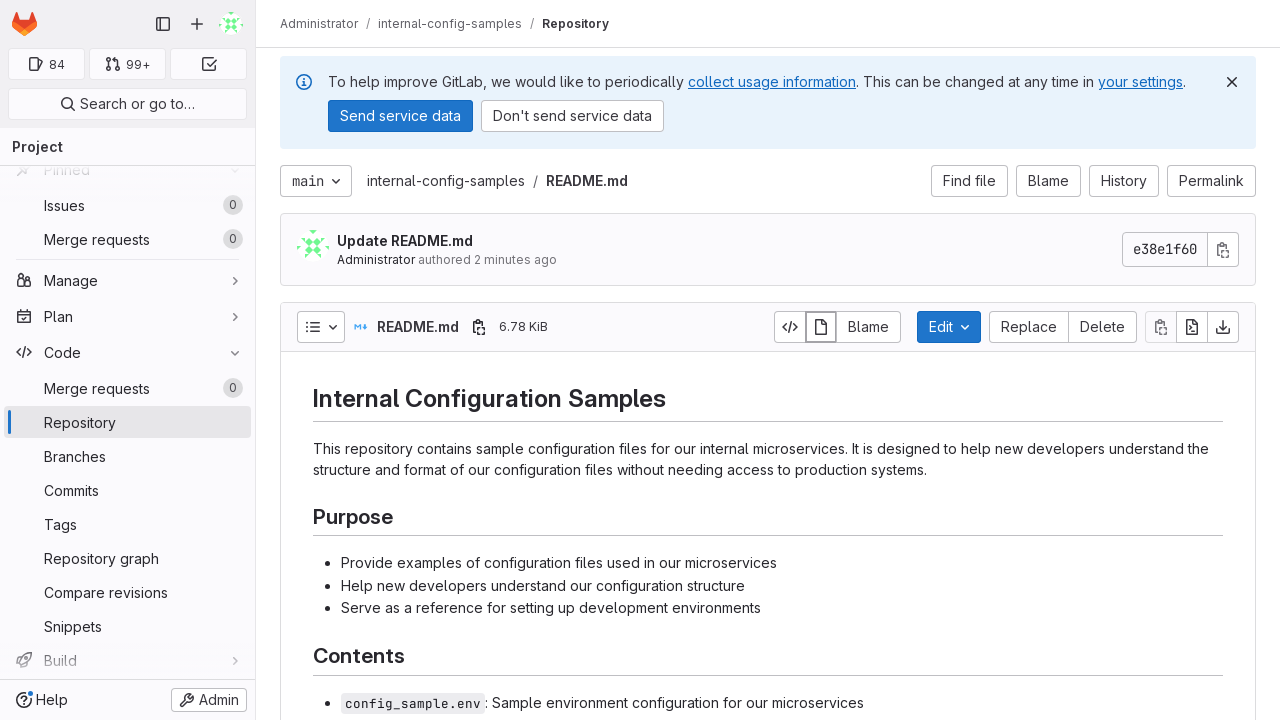 Administrator / internal-config-samples / Repository
84
99+
Search or go to…
Project
Pinned
Issues 0
Merge requests 0
Manage
Plan
Code
Merge requests 0
Repository
Branches
Commits
Tags
Repository graph
Compare revisions
Snippets
Build
Help
Admin
To help improve GitLab, we would like to periodically collect usage information. This can be changed at any time in your settings.
Send service data
Don't send service data
main
internal-config-samples / README.md
Find file
Blame
History
Permalink
Update README.md
Administrator authored 2 minutes ago
e38e1f60
README.md
6.78 KiB
Blame
Edit
Replace
Delete
Internal Configuration Samples
This repository contains sample configuration files for our internal microservices. It is designed to help new developers understand the
structure and format of our configuration files without needing access to production systems.
Purpose
Provide examples of configuration files used in our microservices
Help new developers understand our configuration structure
Serve as a reference for setting up development environments
Contents
config_sample.env: Sample environment configuration for our microservices